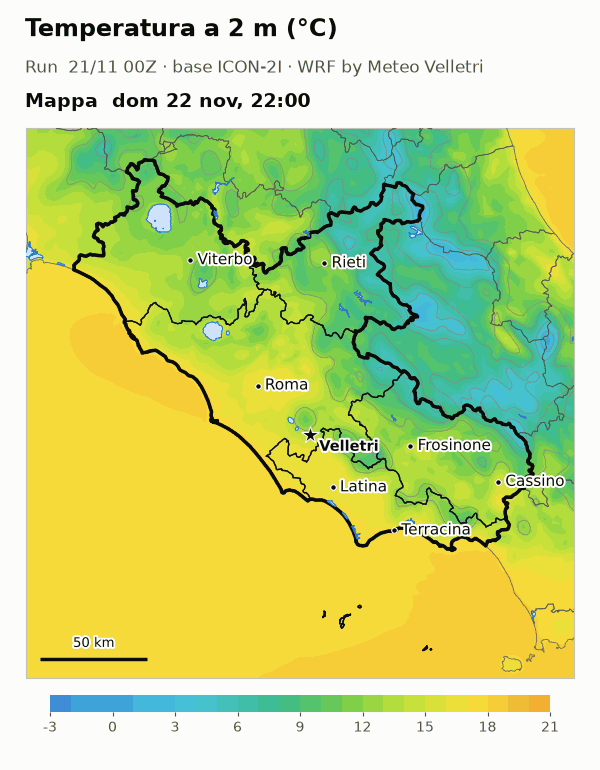 Temperatura a 2 m (°C)
Run  21/11 00Z · base ICON-2I · WRF by Meteo Velletri
Mappa  dom 22 nov, 22:00
Viterbo
Rieti
Roma
Velletri
Frosinone
Latina
Cassino
Terracina
50 km
-3 0 3 6 9 12 15 18 21